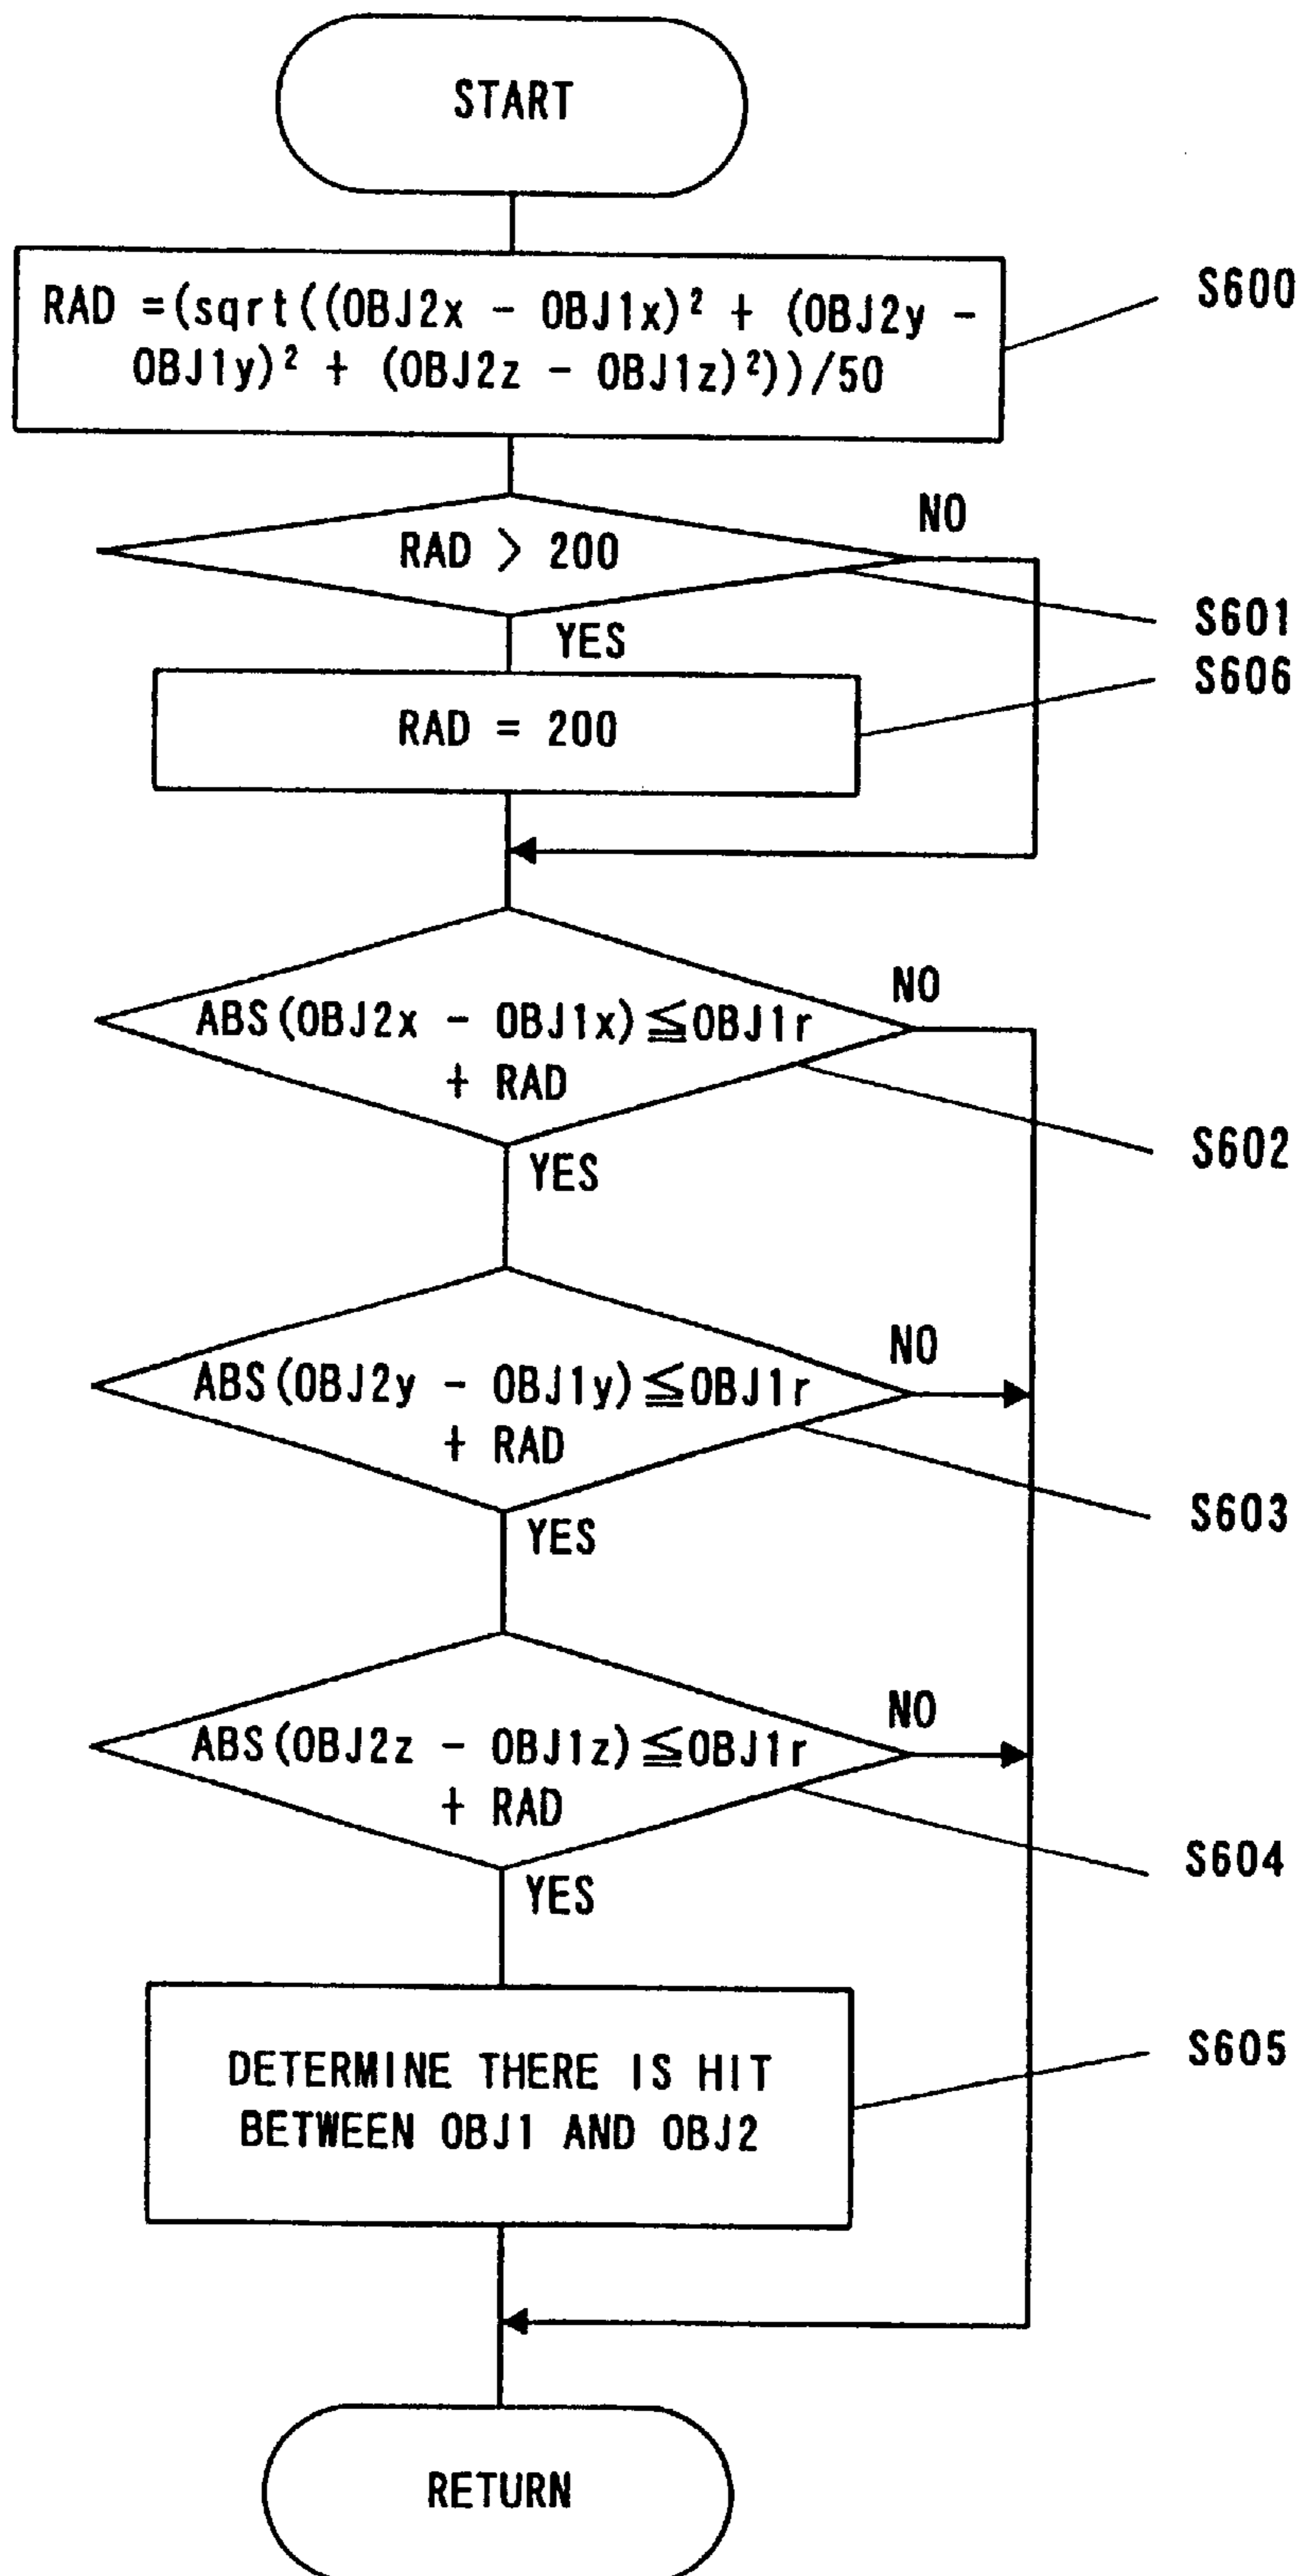 START
RAD =(sqrt((OBJ2x - OBJ1x)² + (OBJ2y -
OBJ1y)² + (OBJ2z - OBJ1z)²))/50
S600
NO
RAD > 200
S601
YES
S606
RAD = 200
NO
ABS(OBJ2x - OBJ1x)≦OBJ1r
+ RAD
S602
YES
NO
ABS(OBJ2y - OBJ1y)≦OBJ1r
+ RAD
S603
YES
NO
ABS(OBJ2z - OBJ1z)≦OBJ1r
+ RAD
S604
YES
S605
DETERMINE THERE IS HIT
BETWEEN OBJ1 AND OBJ2
RETURN